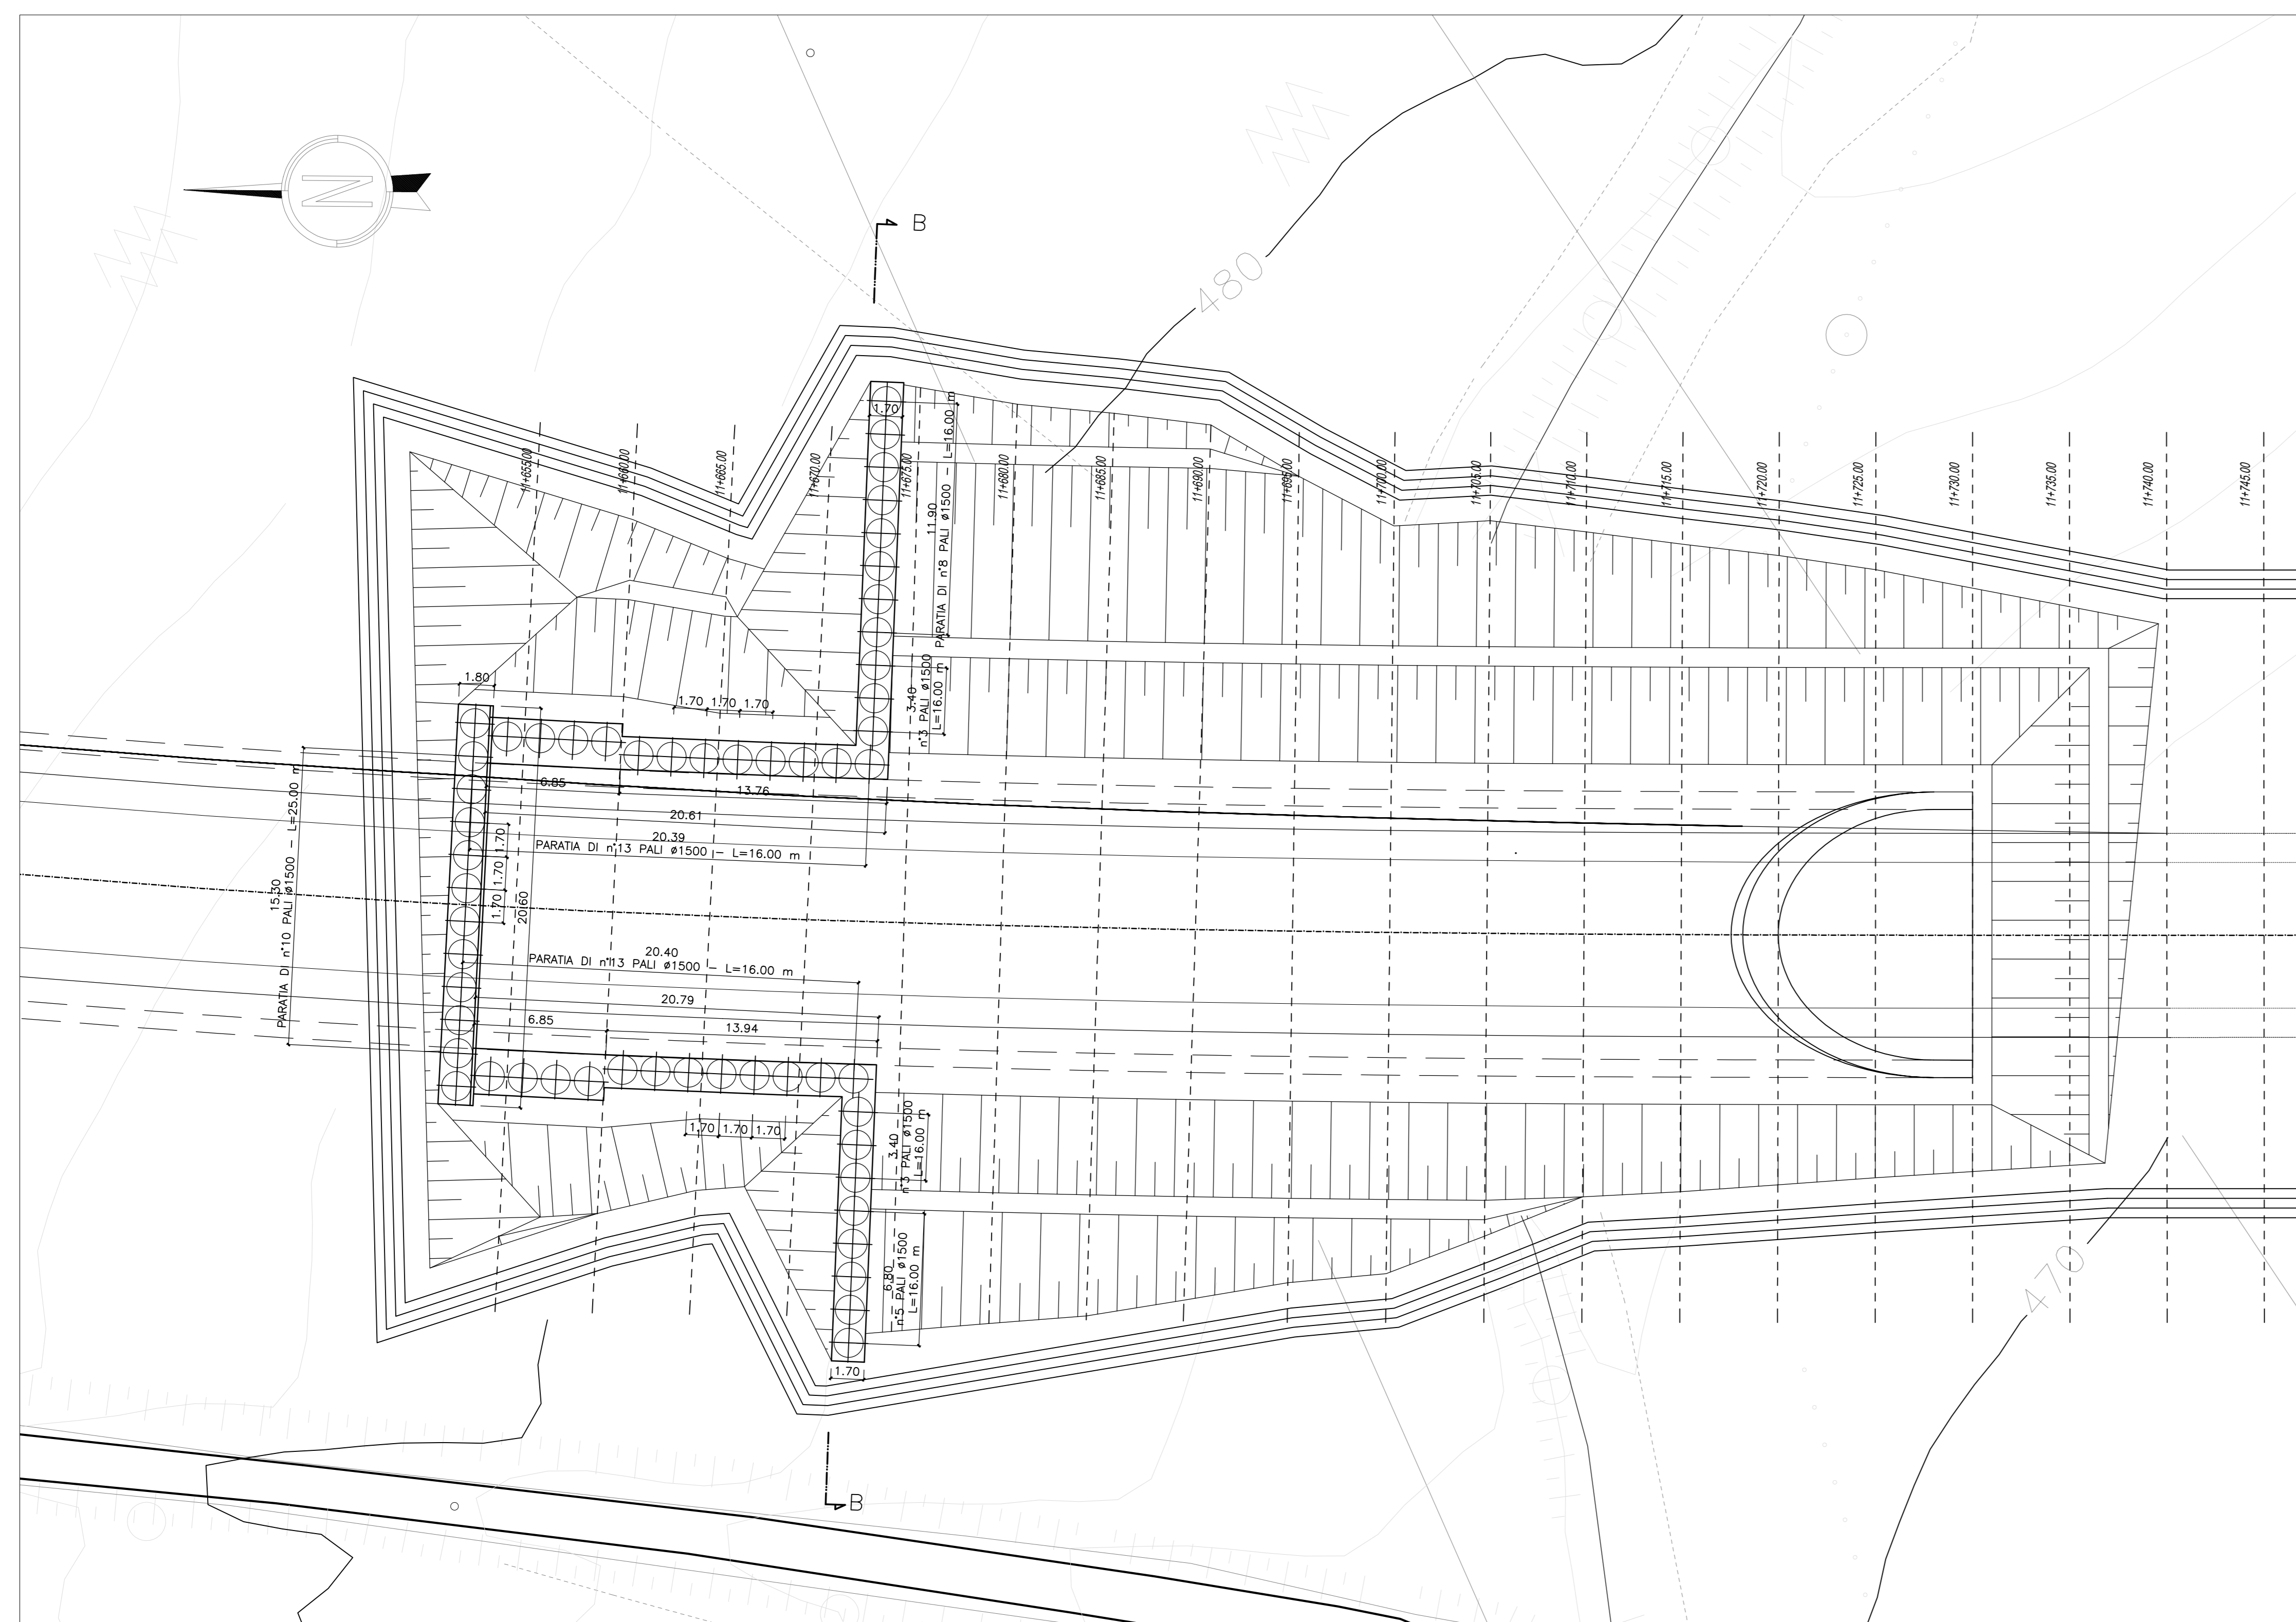 N
B
480
11+655.00
11+660.00
11+665.00
11+670.00
11+675.00
11+680.00
11+685.00
11+690.00
11+695.00
11+700.00
11+705.00
11+710.00
11+715.00
11+720.00
11+725.00
11+730.00
11+735.00
11+740.00
11+745.00
1.70
11.90
PARATIA DI n°8 PALI ø1500 - L=16.00 m
3.40
n°3 PALI ø1500
L=16.00 m
1.80
1.70 1.70 1.70
6.85
13.76
20.61
20.39
PARATIA DI n°13 PALI ø1500 - L=16.00 m
15.30
PARATIA DI n°10 PALI ø1500 - L=25.00 m
1.70 1.70 1.70
20.60
20.40
PARATIA DI n°13 PALI ø1500 - L=16.00 m
20.79
6.85
13.94
1.70 1.70 1.70
3.40
n°3 PALI ø1500
L=16.00 m
6.80
n°5 PALI ø1500
L=16.00 m
1.70
470
B